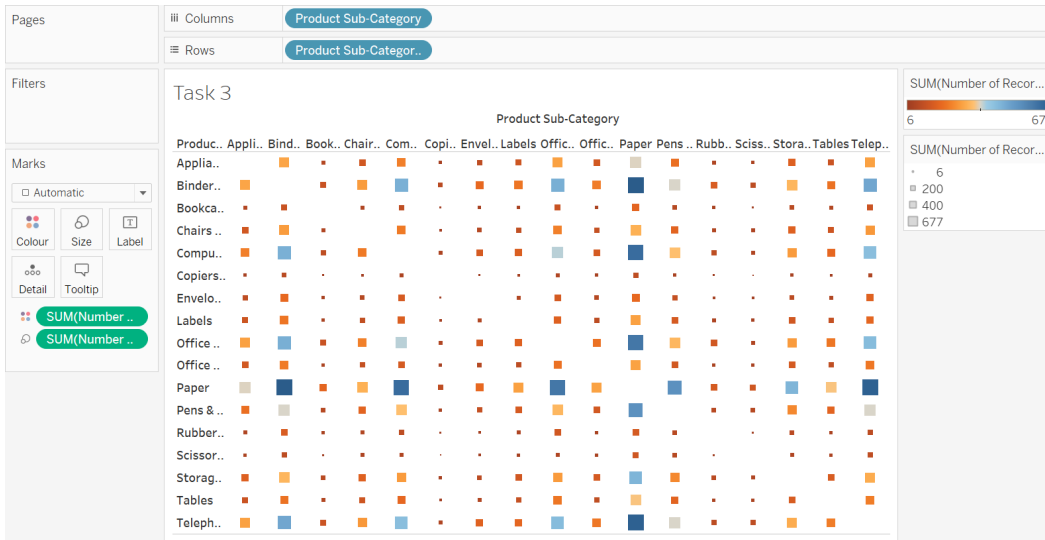 Pages
Columns Product Sub-Category
Rows Product Sub-Categor..
Filters
Task 3
SUM(Number of Recor...
6 67
Product Sub-Category
Produc.. Appli.. Bind.. Book.. Chair.. Com.. Copi.. Envel.. Labels Offic.. Offic.. Paper Pens .. Rubb.. Sciss.. Stora.. Tables Telep..
Marks
Automatic
Colour Size Label
Detail Tooltip
SUM(Number ..
SUM(Number ..
Applia..
Binder..
Bookca..
Chairs ..
Compu..
Copiers..
Envelo..
Labels
Office ..
Office ..
Paper
Pens & ..
Rubber..
Scissor..
Storag..
Tables
Teleph..
SUM(Number of Recor...
6
200
400
677